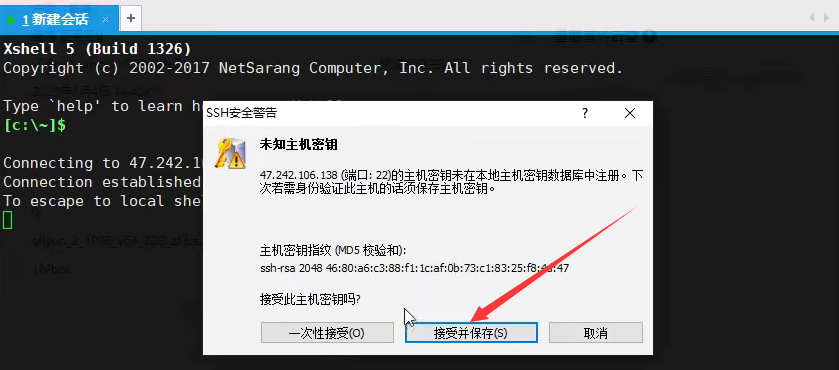 1 新建会话 × +
Xshell 5 (Build 1326)
Copyright (c) 2002-2017 NetSarang Computer, Inc. All rights reserved.
Type `help' to learn h
[c:\~]$
Connecting to 47.242.1
Connection established
To escape to local she
SSH安全警告
?
未知主机密钥
47.242.106.138 (端口: 22)的主机密钥未在本地主机密钥数据库中注册。下
次若需身份验证此主机的话须保存主机密钥。
主机密钥指纹 (MD5 校验和):
ssh-rsa 2048 46:80:a6:c3:88:f1:1c:af:0b:73:c1:83:25:f8:4d:47
接受此主机密钥吗?
一次性接受(O) 接受并保存(S) 取消